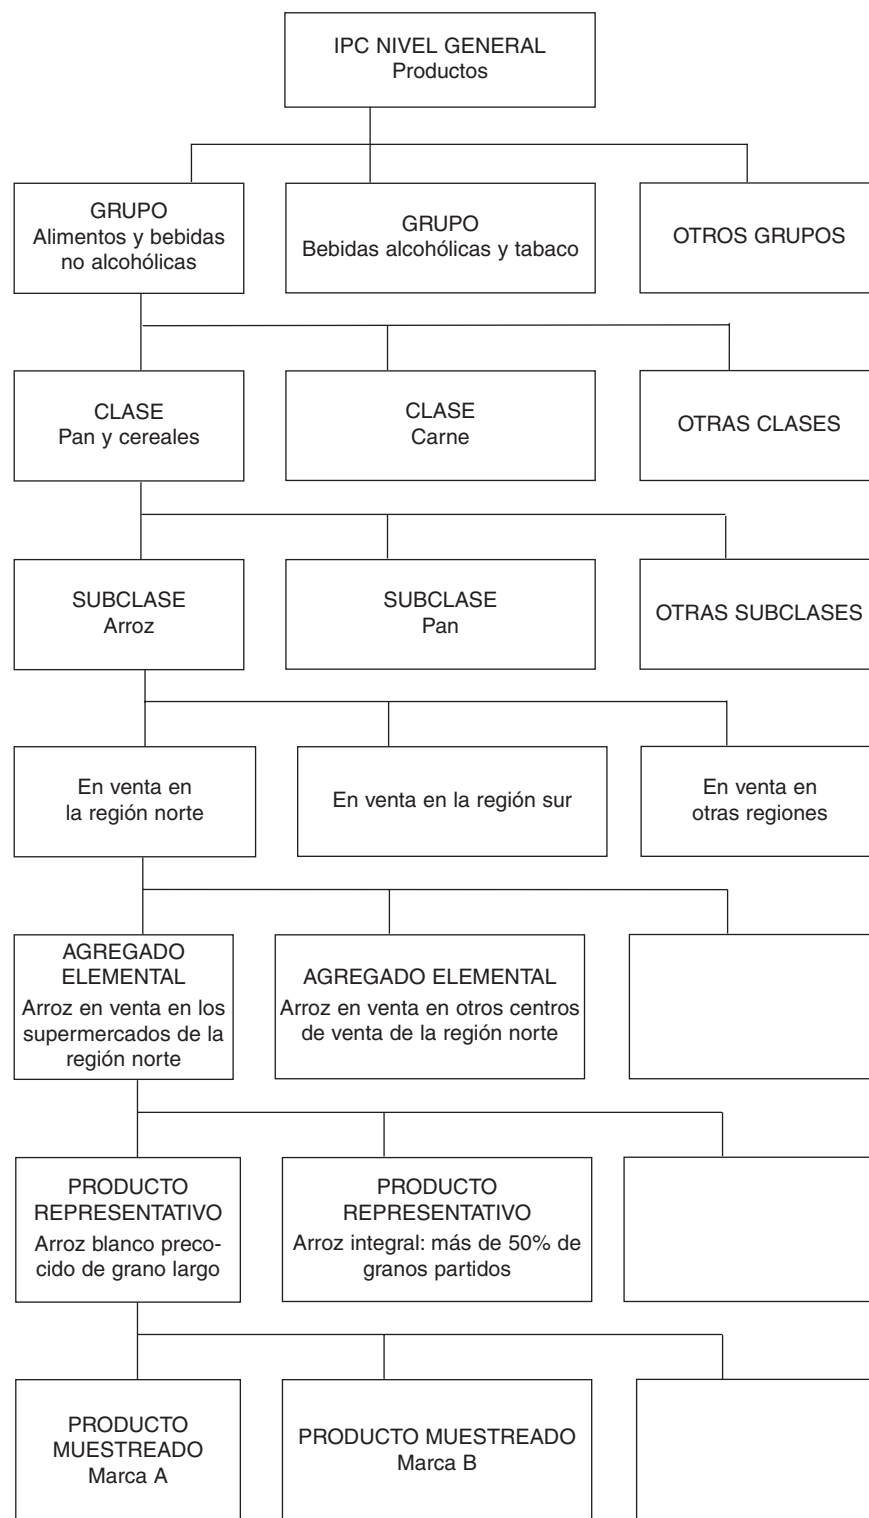 IPC NIVEL GENERAL
Productos
GRUPO
Alimentos y bebidas
no alcohólicas
GRUPO
Bebidas alcohólicas y tabaco
OTROS GRUPOS
CLASE
Pan y cereales
CLASE
Carne
OTRAS CLASES
SUBCLASE
Arroz
SUBCLASE
Pan
OTRAS SUBCLASES
En venta en
la región norte
En venta en la región sur
En venta en
otras regiones
AGREGADO
ELEMENTAL
Arroz en venta en los
supermercados de la
región norte
AGREGADO ELEMENTAL
Arroz en venta en otros centros
de venta de la región norte
PRODUCTO
REPRESENTATIVO
Arroz blanco preco-
cido de grano largo
PRODUCTO
REPRESENTATIVO
Arroz integral: más de 50% de
granos partidos
PRODUCTO
MUESTREADO
Marca A
PRODUCTO MUESTREADO
Marca B